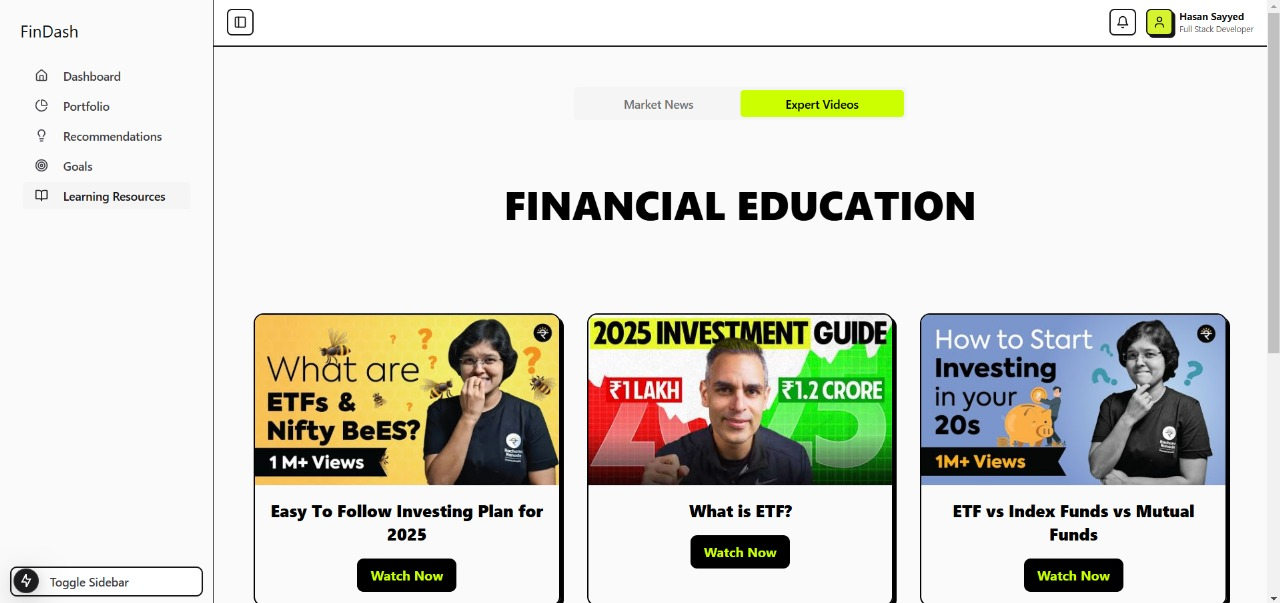 FinDash
Dashboard
Portfolio
Recommendations
Goals
Learning Resources
Toggle Sidebar
Hasan Sayyed
Full Stack Developer
Market News
Expert Videos
FINANCIAL EDUCATION
What are
ETFs &
Nifty BeES?
1 M+ Views
Easy To Follow Investing Plan for
2025
Watch Now
2025 INVESTMENT GUIDE
₹1 LAKH
₹1.2 CRORE
2025
What is ETF?
Watch Now
How to Start
Investing
in your
20s
1M+ Views
ETF vs Index Funds vs Mutual
Funds
Watch Now